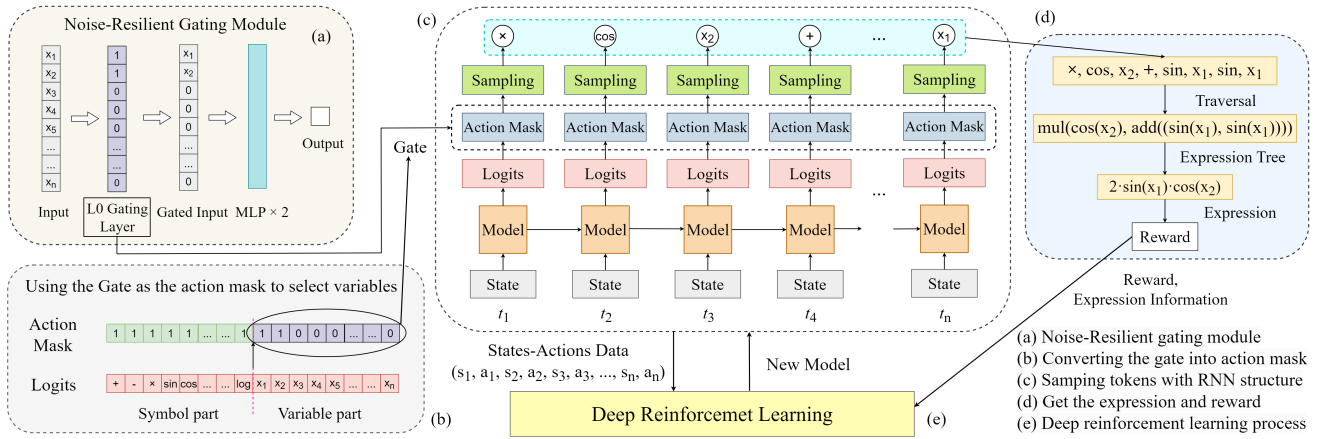 Noise-Resilient Gating Module
(a)
x1
x2
x3
x4
x5
...
...
xn
1
1
0
0
0
...
...
0
x1
x2
0
0
0
0
0
0
Output
Input
L0 Gating
Layer
Gated Input
MLP × 2
Gate
Using the Gate as the action mask to select variables
Action
Mask
1 1 1 1 1 ... ... 1 1 1 0 0 0 ... ... 0
Logits
+ - × sin cos ... ... log x1 x2 x3 x4 x5 ... ... xn
Symbol part
Variable part
(b)
(c)
× cos x2 + ... x1
Sampling Sampling Sampling Sampling Sampling
Action Mask Action Mask Action Mask Action Mask Action Mask
Logits Logits Logits Logits Logits
...
Model Model Model Model Model
State State State State State
t1 t2 t3 t4 tn
States-Actions Data
(s1, a1, s2, a2, s3, a3, ..., sn, an)
New Model
Deep Reinforcemet Learning
(e)
(d)
×, cos, x2, +, sin, x1, sin, x1
Traversal
mul(cos(x2), add((sin(x1), sin(x1))))
Expression Tree
2·sin(x1)·cos(x2)
Expression
Reward
Reward,
Expression Information
(a) Noise-Resilient gating module
(b) Converting the gate into action mask
(c) Samping tokens with RNN structure
(d) Get the expression and reward
(e) Deep reinforcement learning process